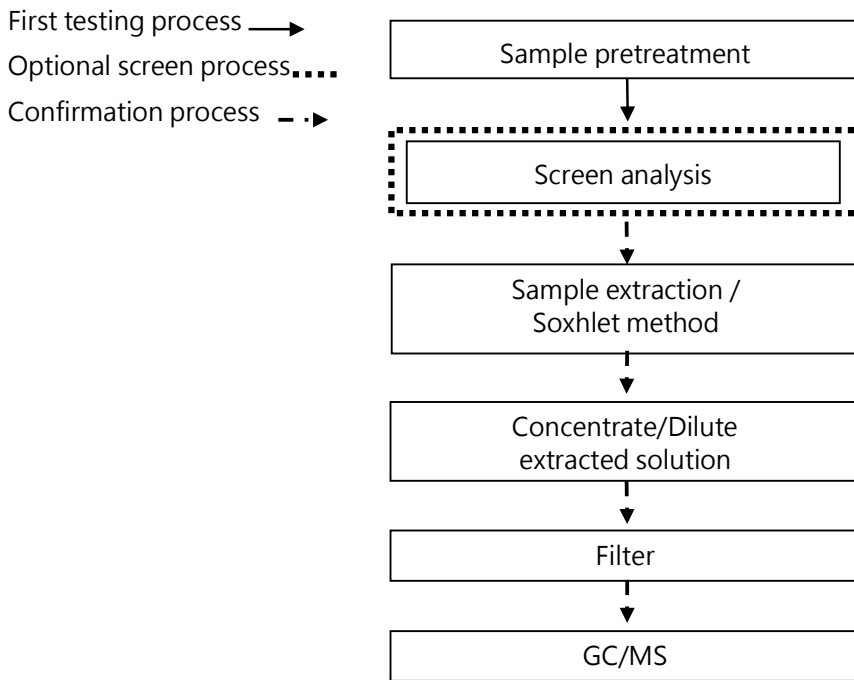 First testing process
Optional screen process
Confirmation process
Sample pretreatment
Screen analysis
Sample extraction /
Soxhlet method
Concentrate/Dilute
extracted solution
Filter
GC/MS